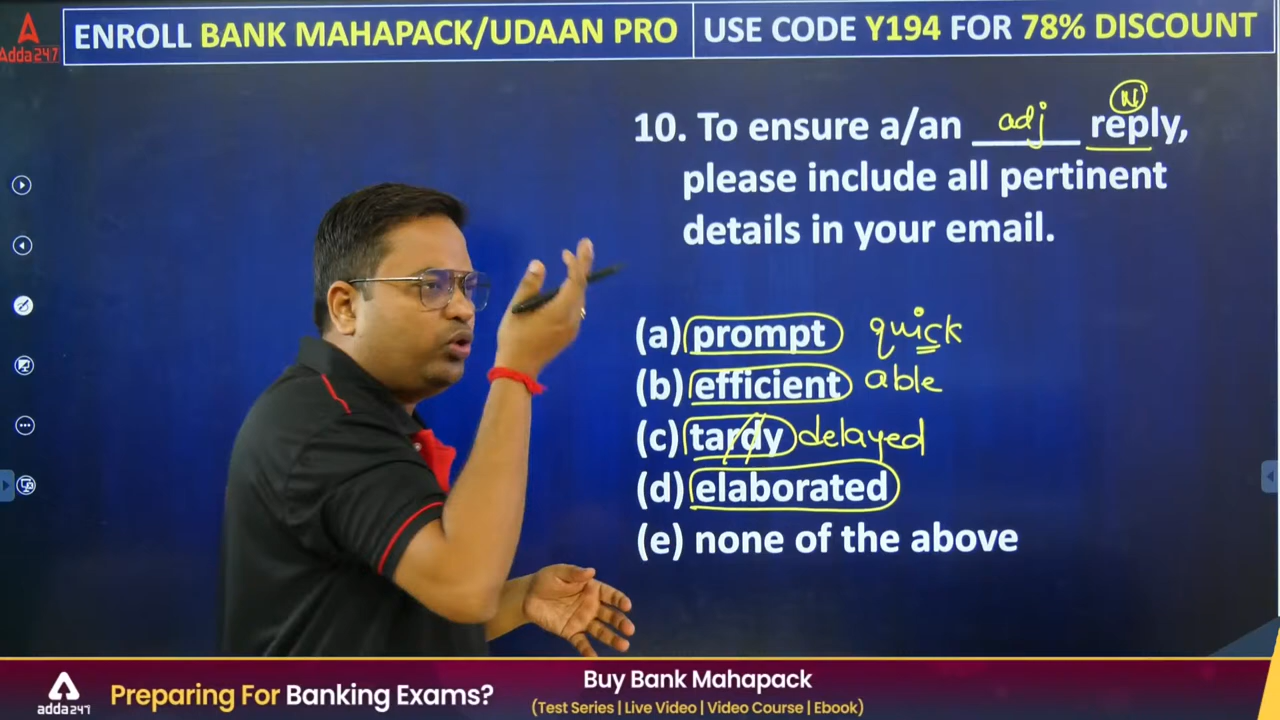 ENROLL BANK MAHAPACK/UDAAN PRO
USE CODE Y194 FOR 78% DISCOUNT
Adda247
10. To ensure a/an adj reply,
N
please include all pertinent
details in your email.
(a) prompt quick
(b) efficient able
(c) tardy delayed
(d) elaborated
(e) none of the above
adda247
Preparing For Banking Exams?
Buy Bank Mahapack
(Test Series | Live Video | Video Course | Ebook)